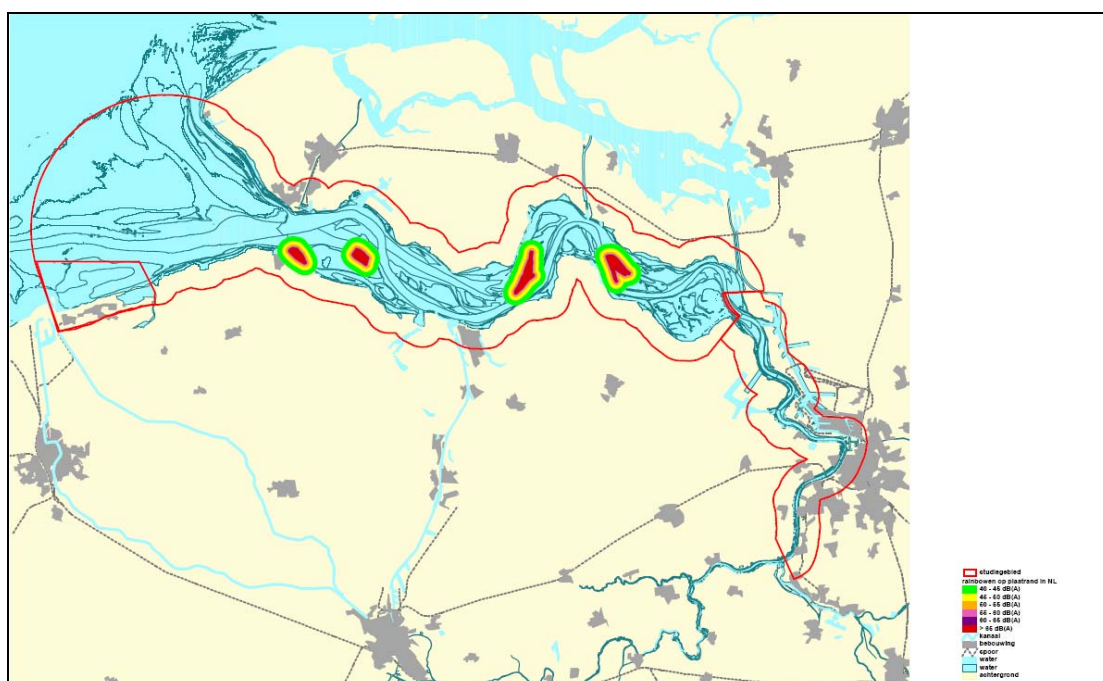 studiegebied
rainbowen op plaatrand in NL
40 - 45 dB(A)
45 - 50 dB(A)
50 - 55 dB(A)
55 - 60 dB(A)
60 - 65 dB(A)
> 65 dB(A)
kanaal
bebouwing
spoor
water
water
achtergrond